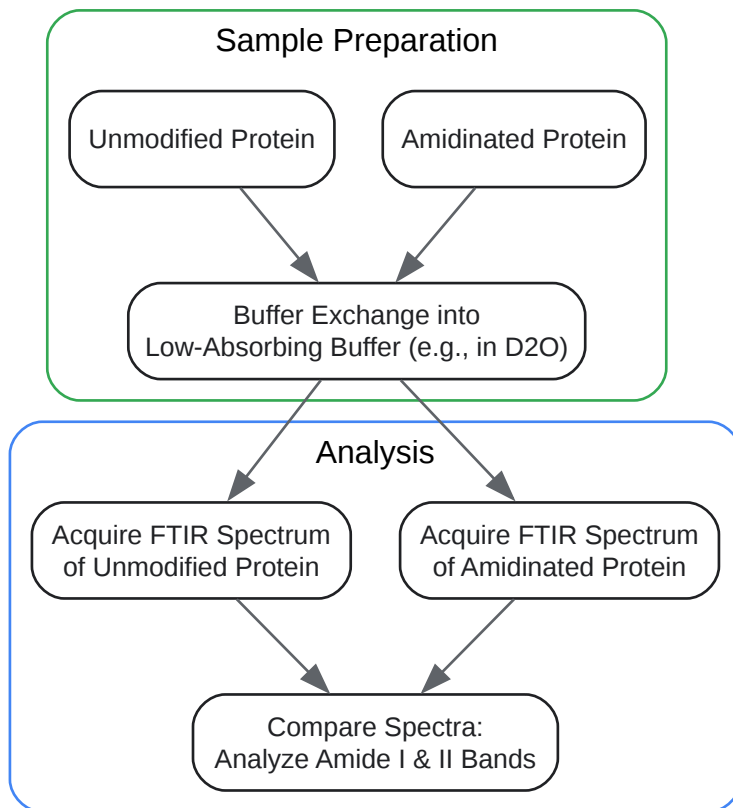 Sample Preparation
Unmodified Protein
Amidinated Protein
Buffer Exchange into
Low-Absorbing Buffer (e.g., in D2O)
Analysis
Acquire FTIR Spectrum
of Unmodified Protein
Acquire FTIR Spectrum
of Amidinated Protein
Compare Spectra:
Analyze Amide I & II Bands